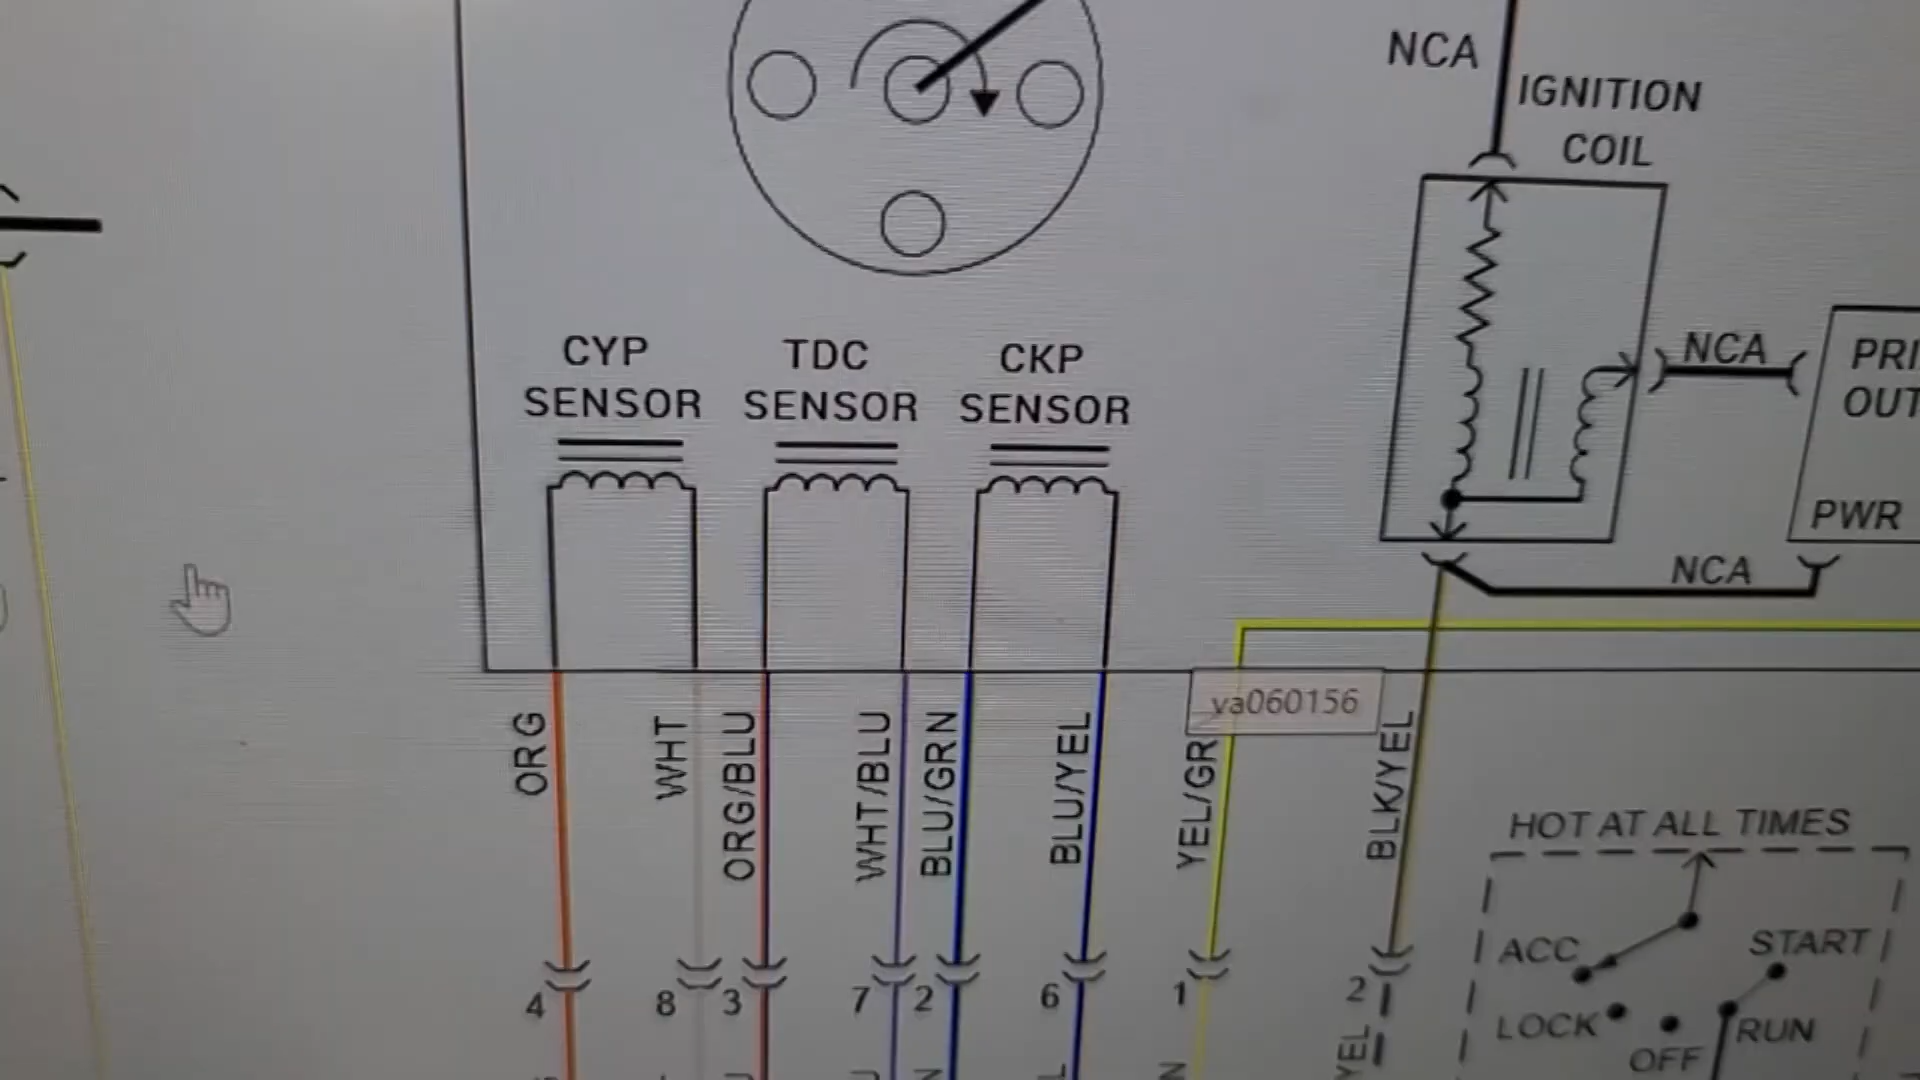 NCA
IGNITION
COIL
CYP
SENSOR
TDC
SENSOR
CKP
SENSOR
NCA
PRI
OUT
PWR
NCA
va060156
ORG
WHT
ORG/BLU
WHT/BLU
BLU/GRN
BLU/YEL
YEL/GR
BLK/YEL
HOT AT ALL TIMES
ACC
START
LOCK
OFF
RUN
4
8
3
7
2
6
1
2
YEL